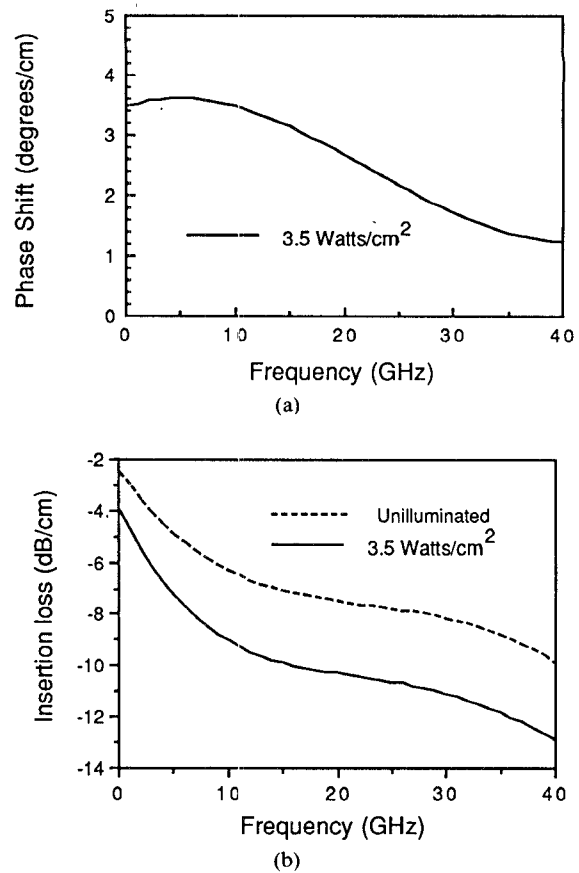 5
4
3
2
1
0
Phase Shift (degrees/cm)
3.5 Watts/cm²
0 10 20 30 40
Frequency (GHz)
(a)
-2
-4
-6
-8
-10
-12
-14
Insertion loss (dB/cm)
Unilluminated
3.5 Watts/cm²
0 10 20 30 40
Frequency (GHz)
(b)